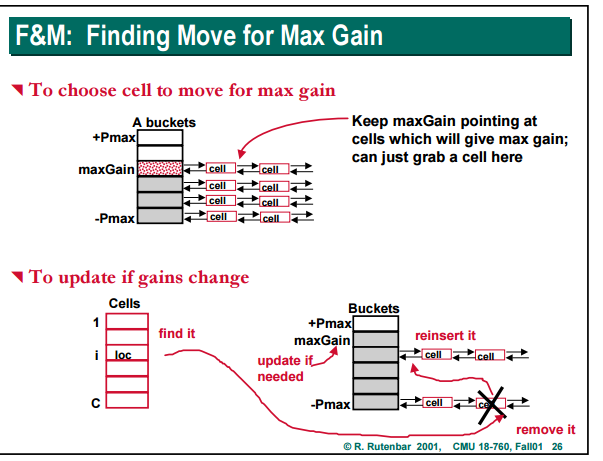 F&M: Finding Move for Max Gain
To choose cell to move for max gain
A buckets
+Pmax
maxGain
-Pmax
cell cell
cell cell
cell cell
cell cell
Keep maxGain pointing at
cells which will give max gain;
can just grab a cell here
To update if gains change
Cells
1
i loc
C
find it
Buckets
+Pmax
maxGain
-Pmax
update if
needed
reinsert it
cell cell
cell
remove it
© R. Rutenbar 2001, CMU 18-760, Fall01 26